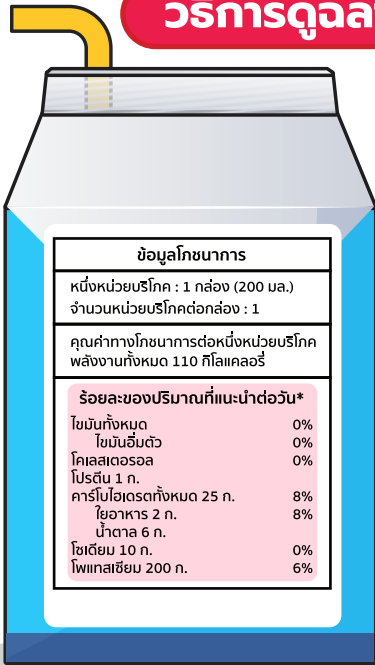 วิธีการดูฉล
ข้อมูลโภชนาการ
หนึ่งหน่วยบริโภค : 1 กล่อง (200 มล.)
จำนวนหน่วยบริโภคต่อกล่อง : 1
คุณค่าทางโภชนาการต่อหนึ่งหน่วยบริโภค
พลังงานทั้งหมด 110 กิโลแคลอรี่
ร้อยละของปริมาณที่แนะนำต่อวัน*
ไขมันทั้งหมด 0%
ไขมันอิ่มตัว 0%
โคเลสเตอรอล 0%
โปรตีน 1 ก.
คาร์โบไฮเดรตทั้งหมด 25 ก. 8%
ใยอาหาร 2 ก. 8%
น้ำตาล 6 ก.
โซเดียม 10 ก. 0%
โพแทสเซียม 200 ก. 6%